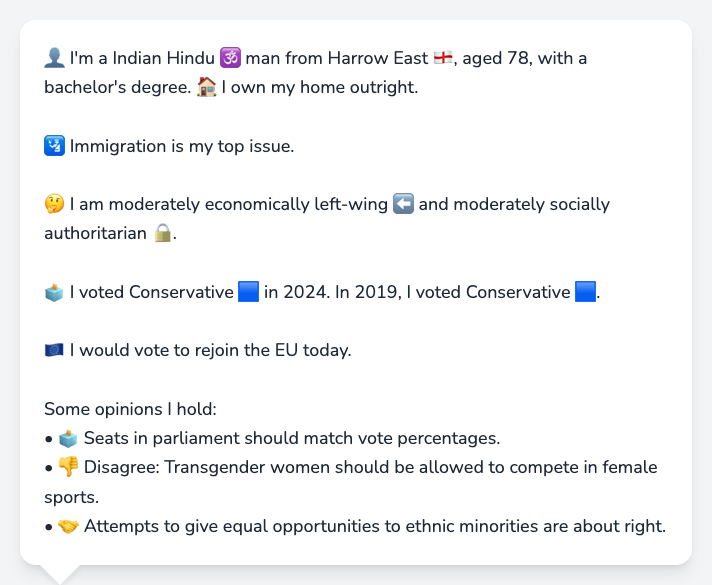 👤 I'm a Indian Hindu 🕉️ man from Harrow East 🏴󠁧󠁢󠁥󠁮󠁧󠁿, aged 78, with a
bachelor's degree. 🏠 I own my home outright.
🛂 Immigration is my top issue.
🤔 I am moderately economically left-wing ⬅️ and moderately socially
authoritarian 🔒.
🗳️ I voted Conservative 🟦 in 2024. In 2019, I voted Conservative 🟦.
🇪🇺 I would vote to rejoin the EU today.
Some opinions I hold:
• 🗳️ Seats in parliament should match vote percentages.
• 👎 Disagree: Transgender women should be allowed to compete in female
sports.
• 🤝 Attempts to give equal opportunities to ethnic minorities are about right.